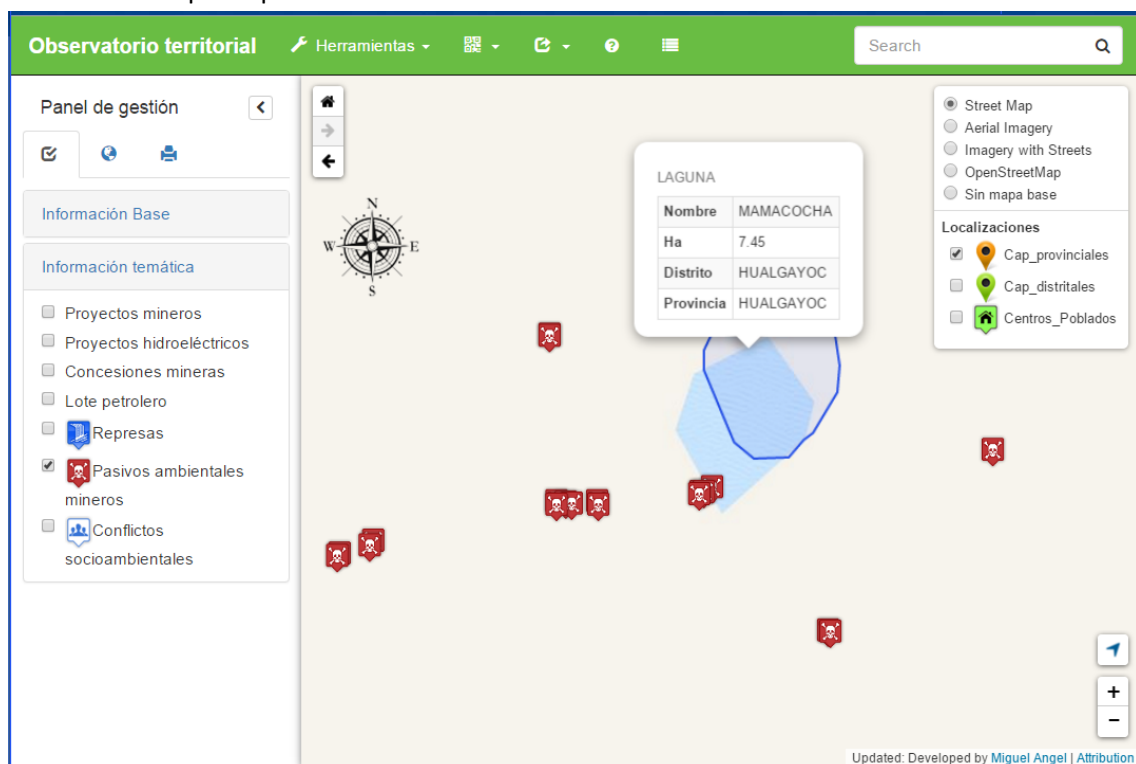 Observatorio territorial Herramientas Search
Panel de gestión
Información Base
Información temática
Proyectos mineros
Proyectos hidroeléctricos
Concesiones mineras
Lote petrolero
Represas
Pasivos ambientales
mineros
Conflictos
socioambientales
N
W E
S
LAGUNA
Nombre MAMACOCHA
Ha 7.45
Distrito HUALGAYOC
Provincia HUALGAYOC
Street Map
Aerial Imagery
Imagery with Streets
OpenStreetMap
Sin mapa base
Localizaciones
Cap_provinciales
Cap_distritales
Centros_Poblados
+
−
Updated: Developed by Miguel Angel | Attribution